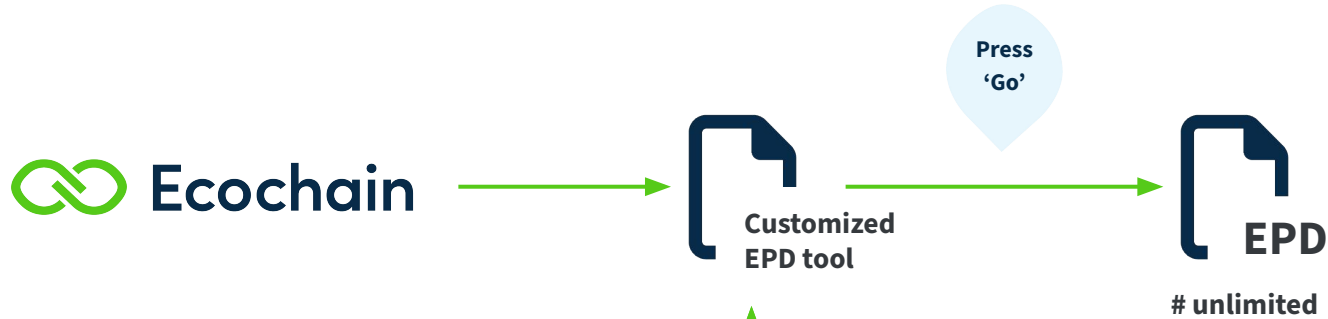 Press
‘Go’
Ecochain
Customized
EPD tool
EPD
# unlimited